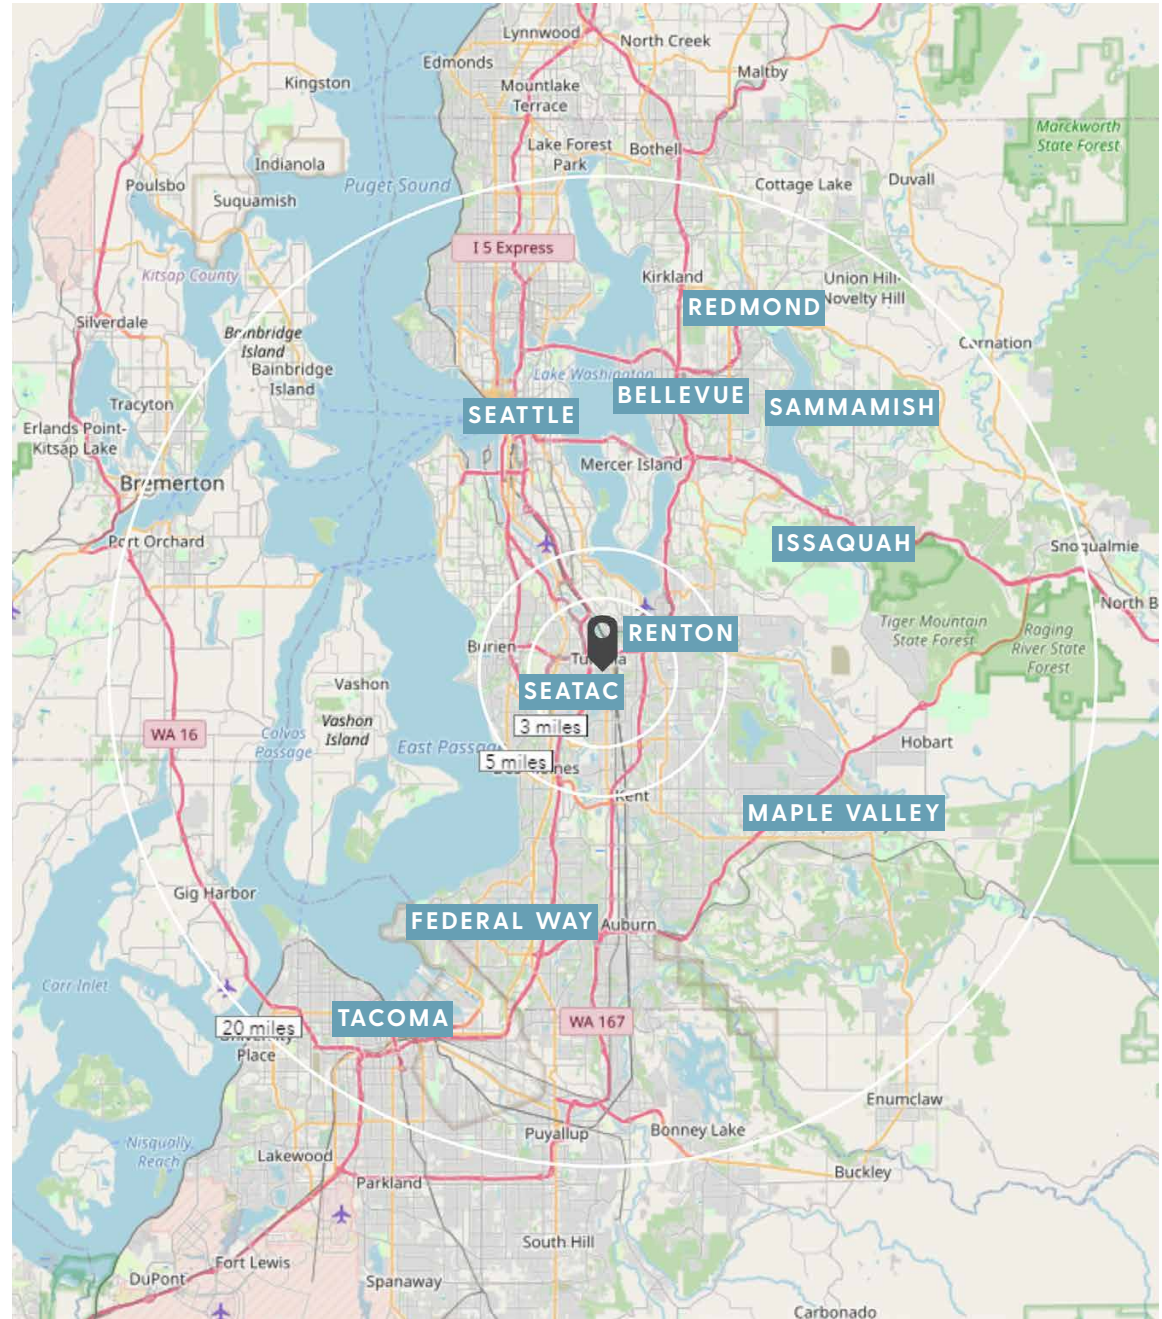 Lynnwood
North Creek
Edmonds
Maltby
Kingston
Mountlake
Terrace
Lake Forest
Park
Bothell
Marckworth
State Forest
Indianola
Poulsbo
Suquamish
Puget Sound
Cottage Lake
Duvall
I 5 Express
Kitsap County
Kirkland
Union Hill-
Novelty Hill
REDMOND
Silverdale
Bainbridge
Island
Bainbridge
Island
Carnation
Lake Washington
BELLEVUE
SAMMAMISH
Tracyton
SEATTLE
Erlands Point-
Kitsap Lake
Mercer Island
Bremerton
Port Orchard
ISSAQUAH
Snoqualmie
North B
Tiger Mountain
State Forest
Raging
River State
Forest
RENTON
Burien
Tukwila
SEATAC
Vashon
Vashon
Island
3 miles
WA 16
Colvos
Passage
East Passage
Hobart
5 miles
Des Moines
Kent
MAPLE VALLEY
Gig Harbor
FEDERAL WAY
Auburn
Carr Inlet
TACOMA
WA 167
20 miles
University
Place
Enumclaw
Puyallup
Bonney Lake
Nisqually
Reach
Lakewood
Parkland
Buckley
South Hill
Fort Lewis
DuPont
Spanaway
Carbonado